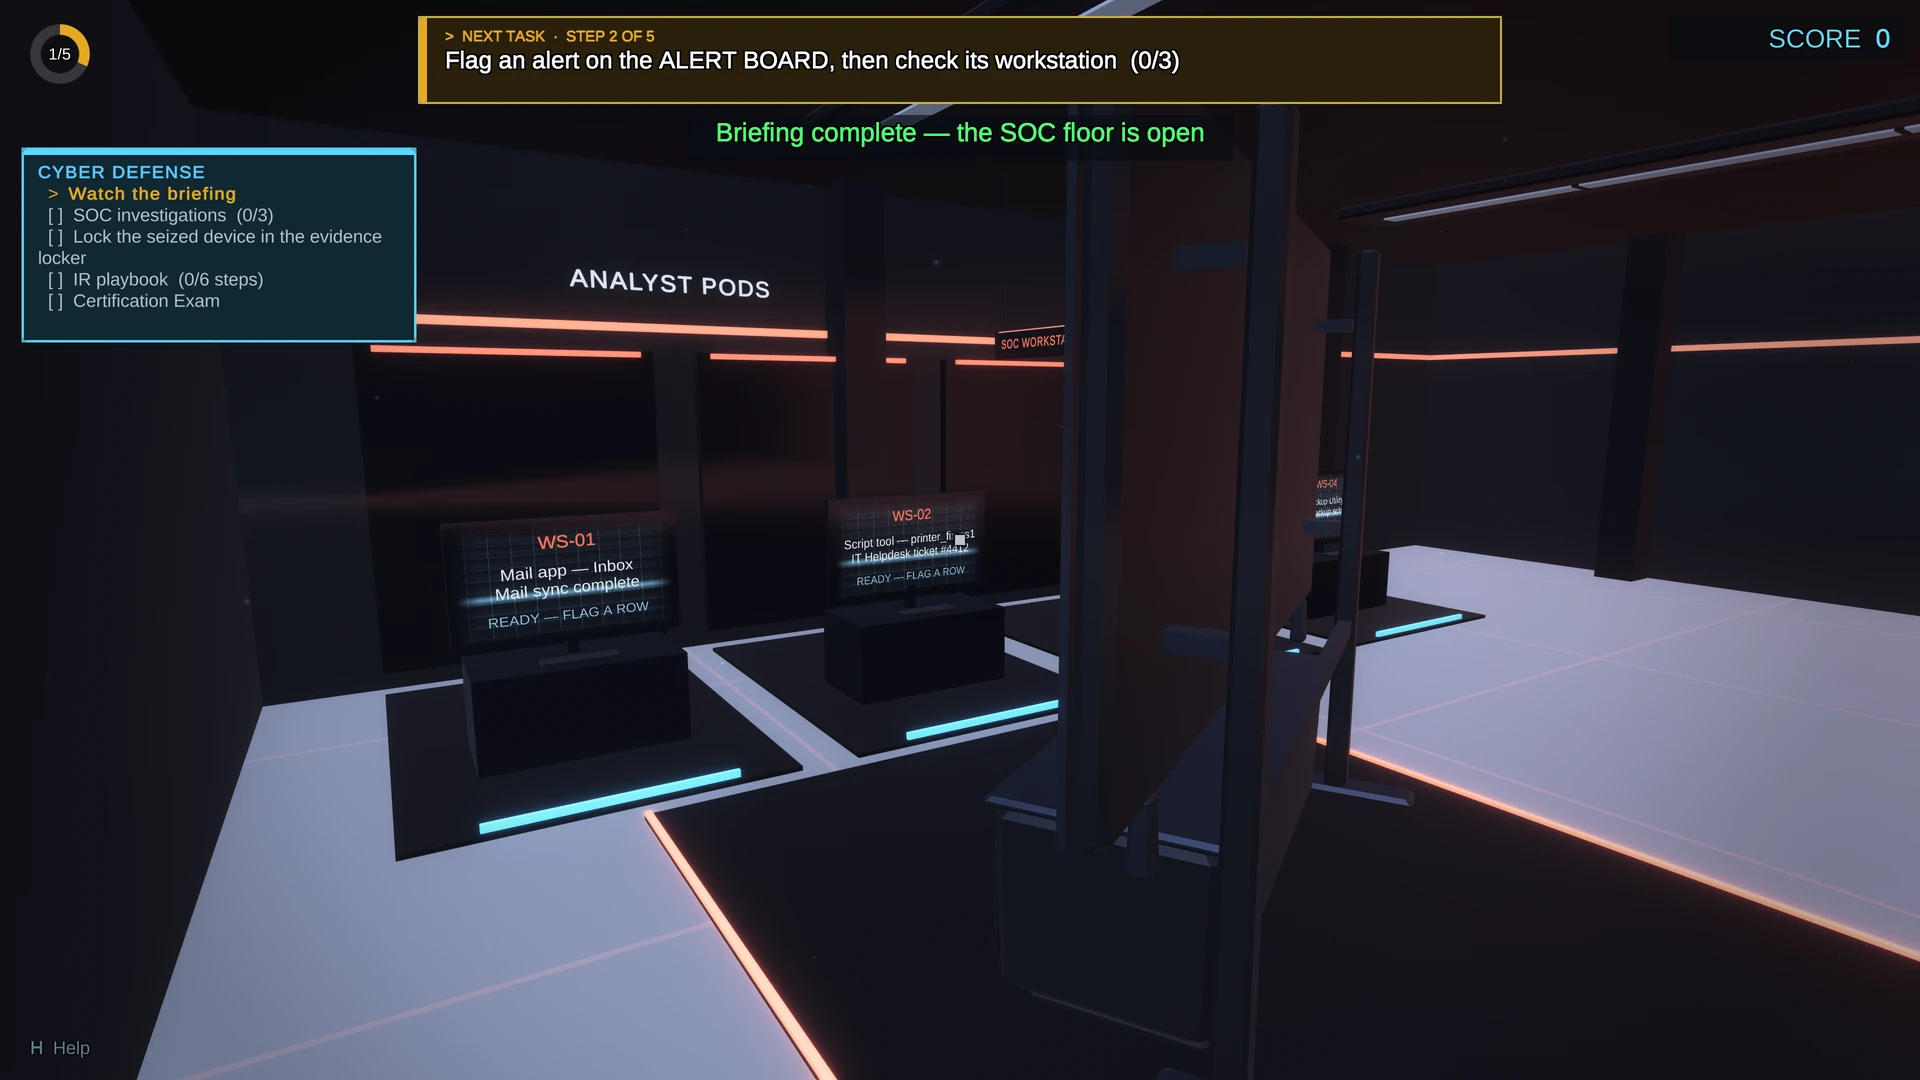 1/5
> NEXT TASK · STEP 2 OF 5
Flag an alert on the ALERT BOARD, then check its workstation (0/3)
SCORE 0
Briefing complete — the SOC floor is open
CYBER DEFENSE
> Watch the briefing
[ ] SOC investigations (0/3)
[ ] Lock the seized device in the evidence
locker
[ ] IR playbook (0/6 steps)
[ ] Certification Exam
ANALYST PODS
SOC
WS-01
Mail app — Inbox
Mail sync complete
READY — FLAG A ROW
WS-02
Script tool —
IT Helpdesk ticket
READY — FLAG A ROW
WS-04
H Help